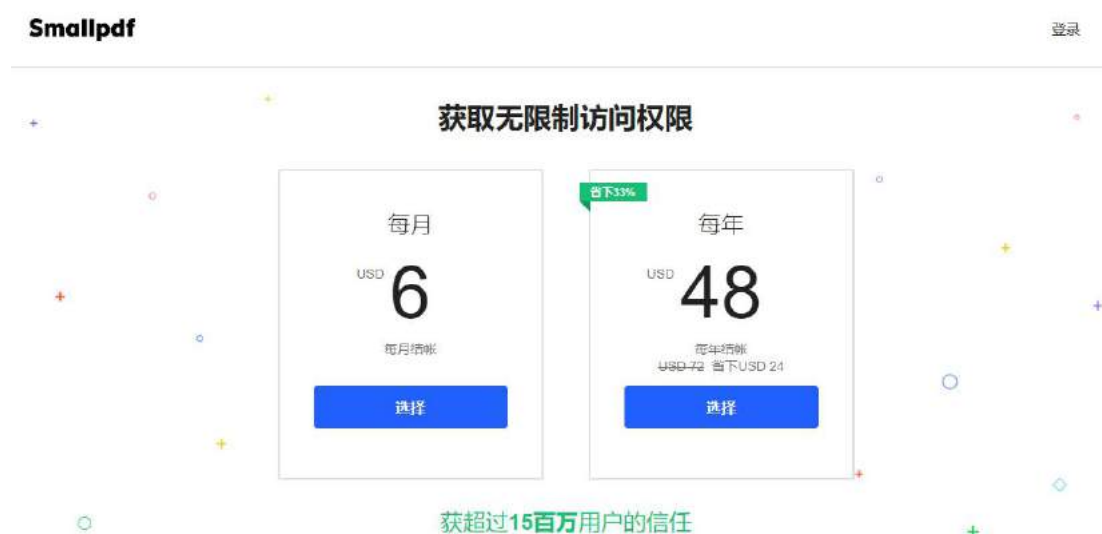 Smallpdf
登录
获取无限制访问权限
每月
USD 6
每月结帐
选择
省下33%
每年
USD 48
每年结帐
USD 72 省下USD 24
选择
获超过15百万用户的信任